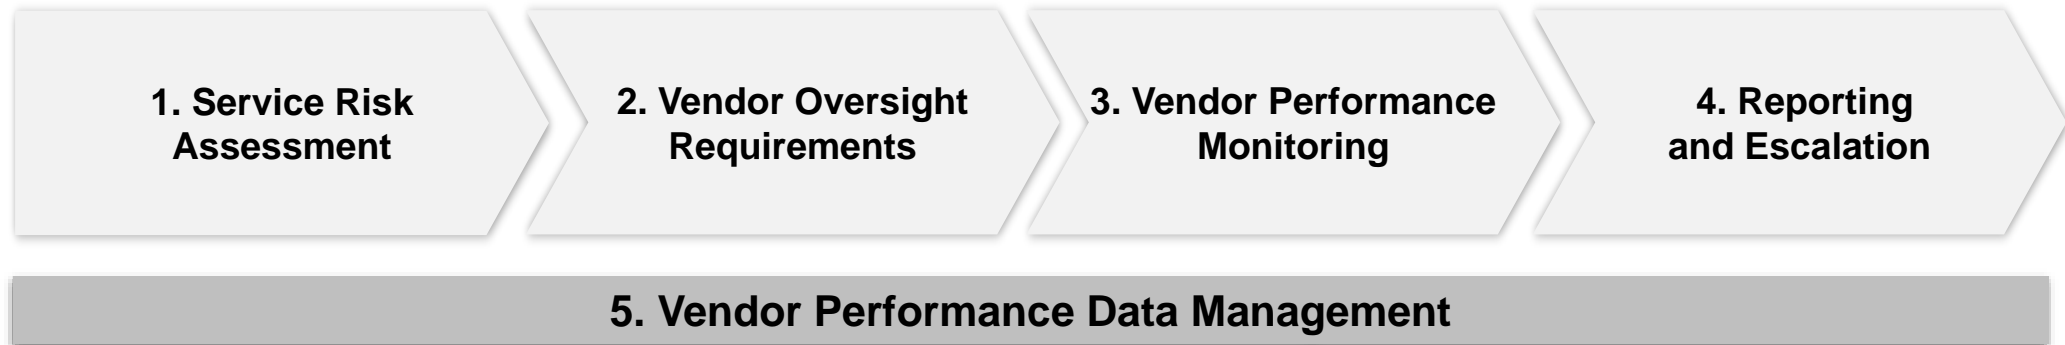 1. Service Risk
Assessment
2. Vendor Oversight
Requirements
3. Vendor Performance
Monitoring
4. Reporting
and Escalation
5. Vendor Performance Data Management